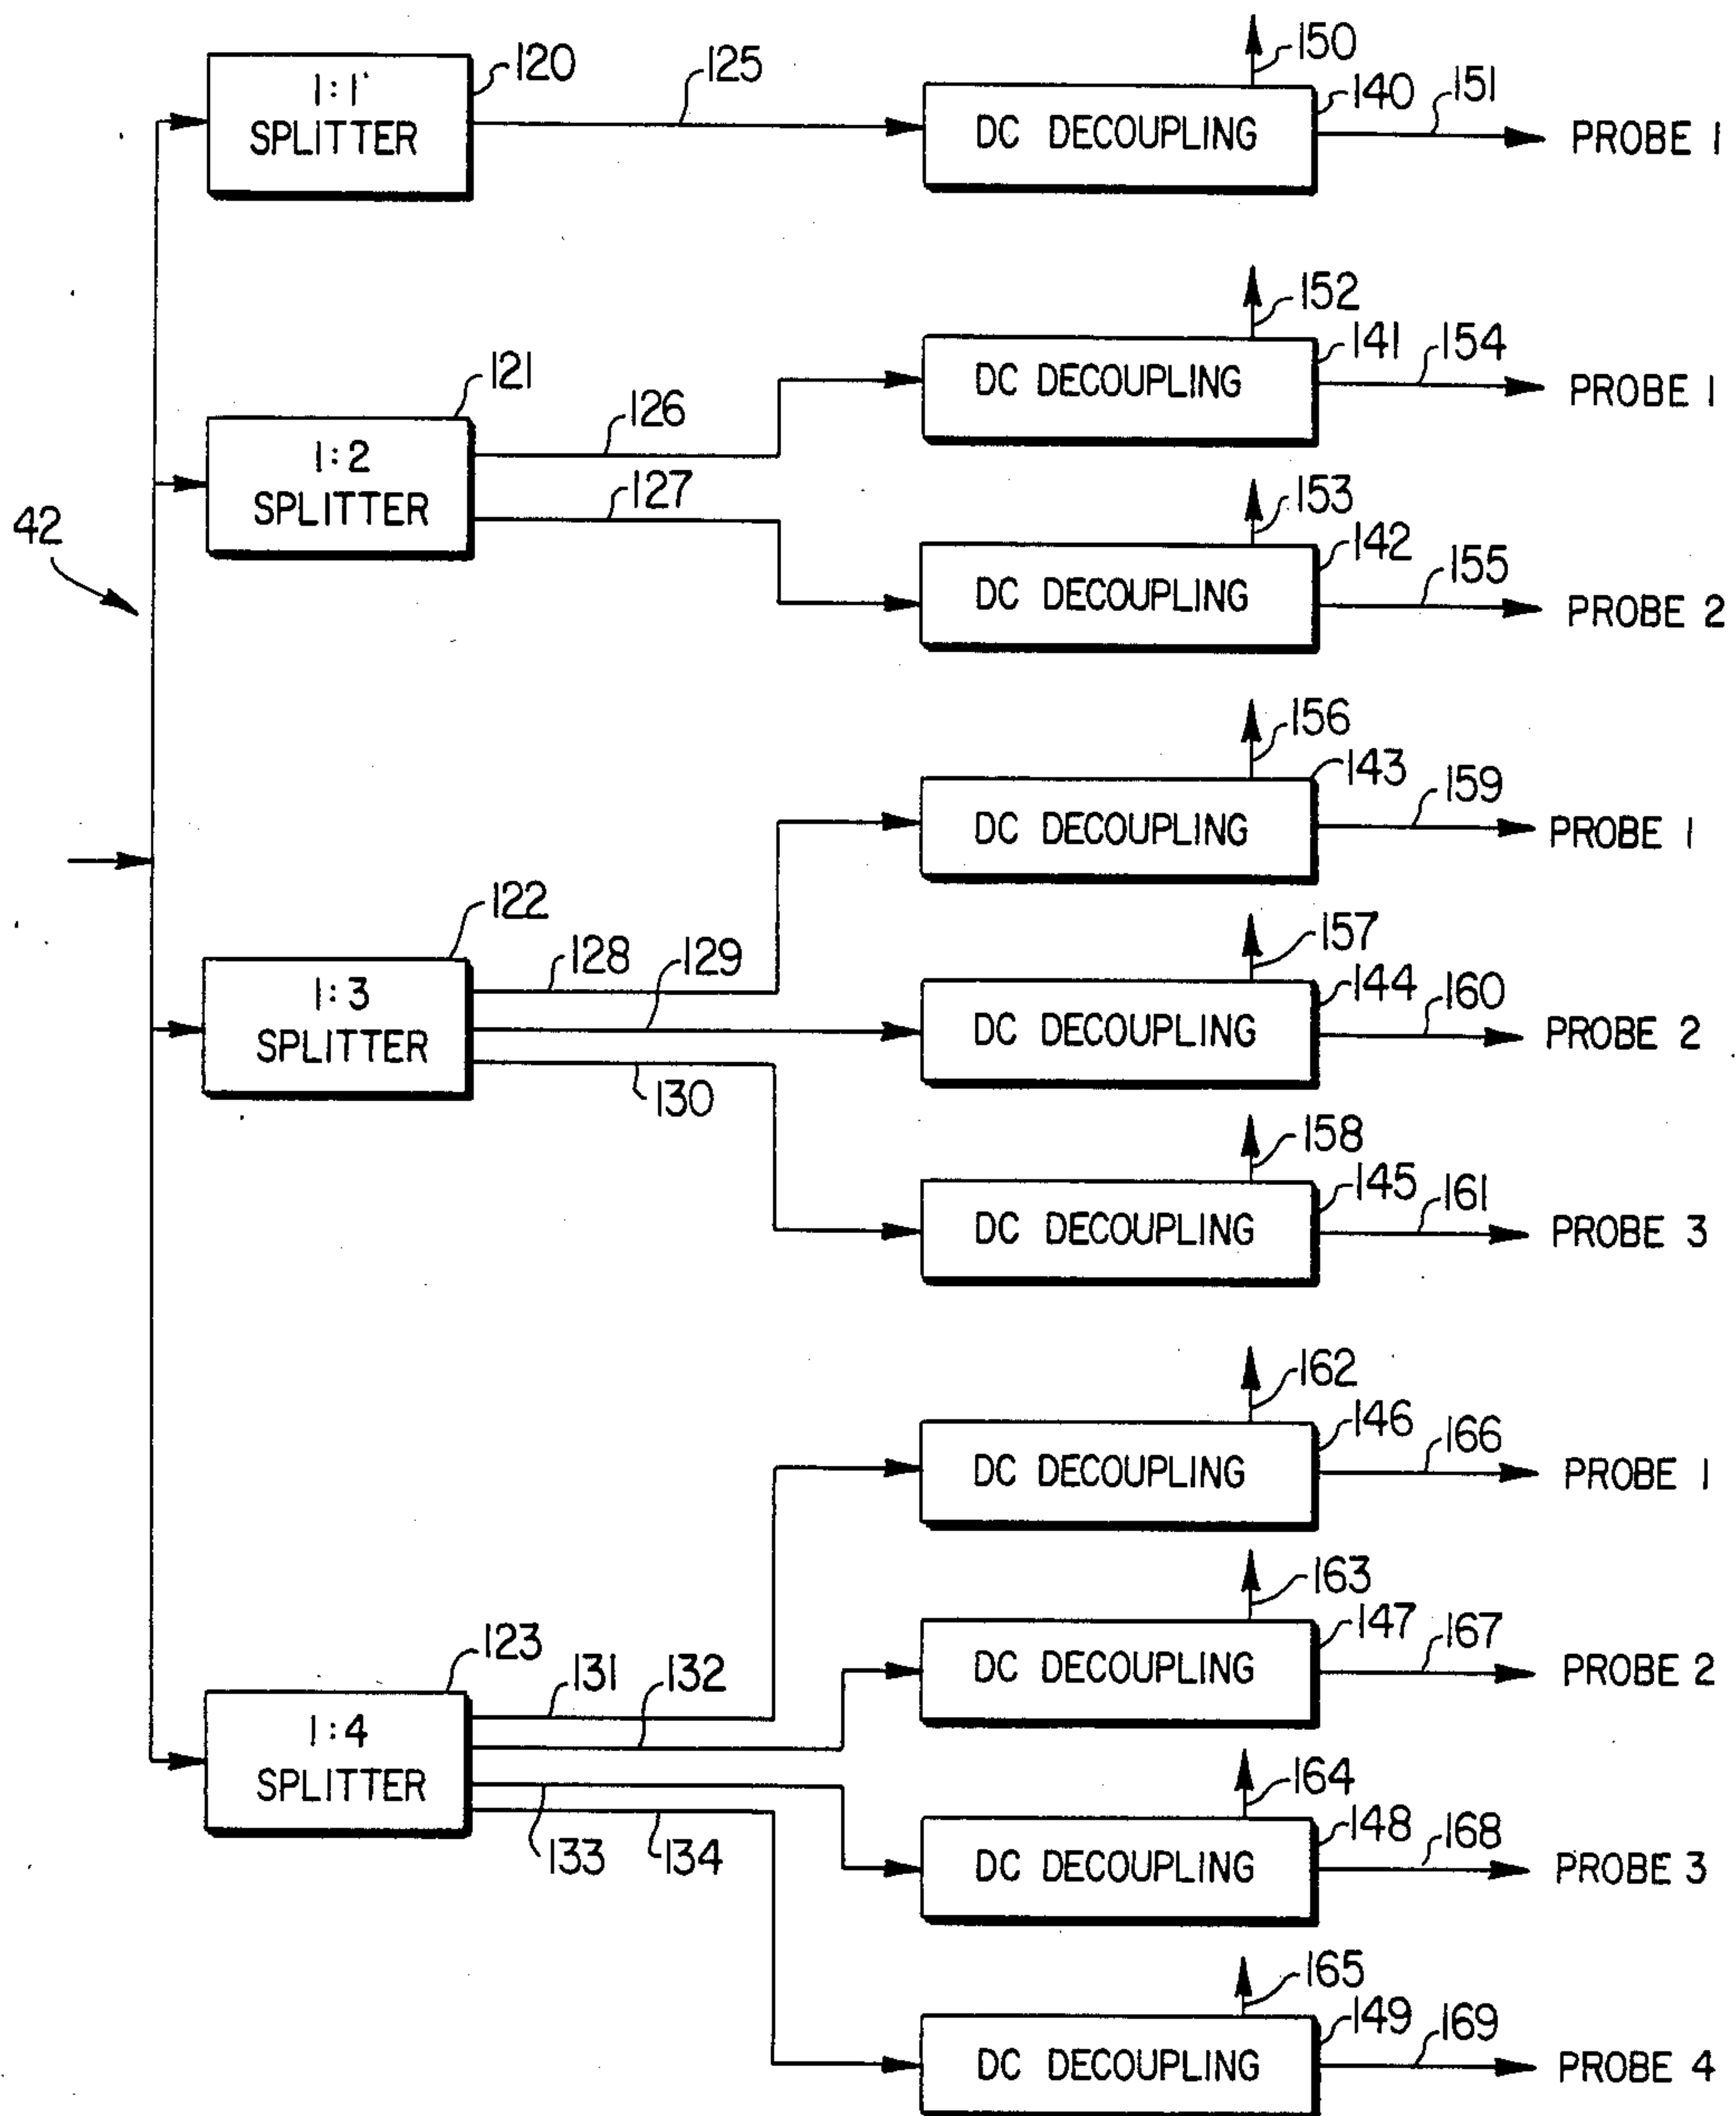 150
120
125
140
151
1:1
SPLITTER
DC DECOUPLING
PROBE 1
152
121
141
154
126
DC DECOUPLING
PROBE 1
1:2
SPLITTER
127
153
42
142
155
DC DECOUPLING
PROBE 2
156
143
159
DC DECOUPLING
PROBE 1
122
128
129
157
1:3
SPLITTER
144
160
DC DECOUPLING
PROBE 2
130
158
145
161
DC DECOUPLING
PROBE 3
162
146
166
DC DECOUPLING
PROBE 1
163
123
131
132
147
167
DC DECOUPLING
PROBE 2
1:4
SPLITTER
164
133
134
148
168
DC DECOUPLING
PROBE 3
165
149
169
DC DECOUPLING
PROBE 4